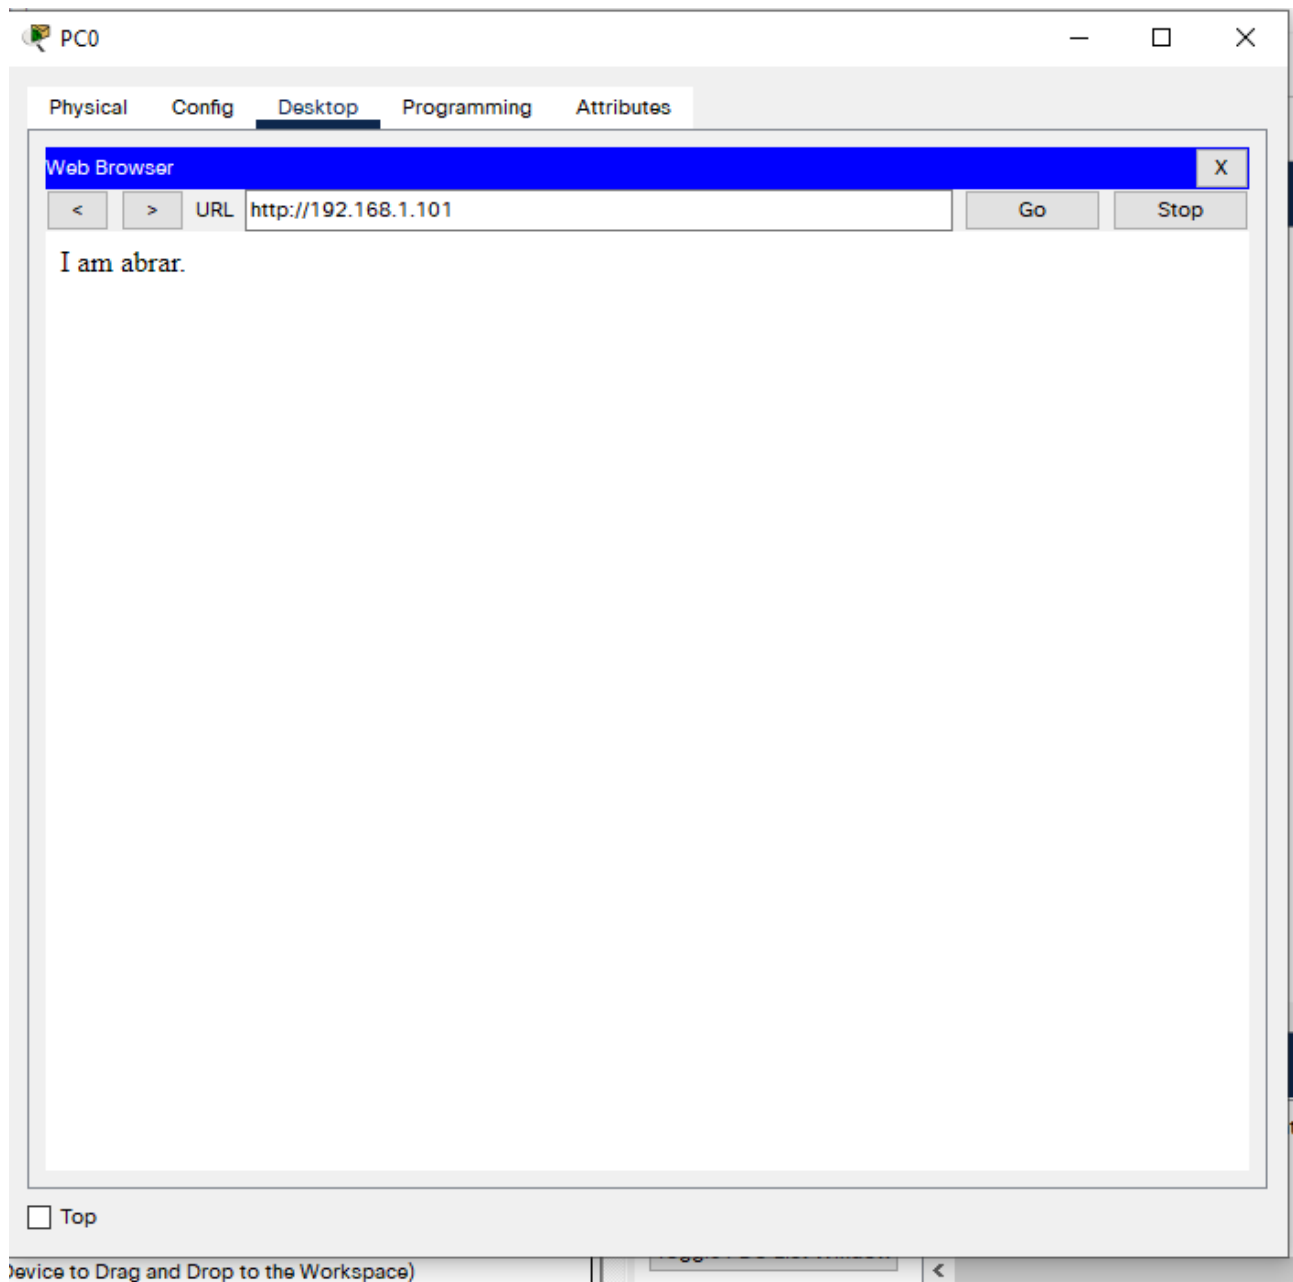 PC0
Physical Config Desktop Programming Attributes
Web Browser X
< > URL http://192.168.1.101 Go Stop
I am abrar.
Top
Device to Drag and Drop to the Workspace) <